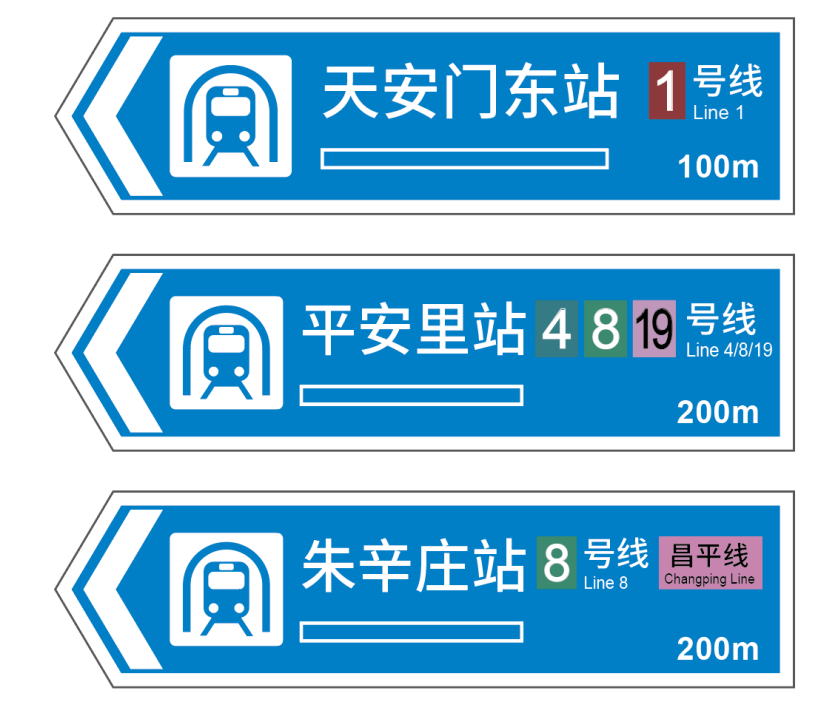 天安门东站 1 号线
Line 1
100m
平安里站 4 8 19 号线
Line 4/8/19
200m
朱辛庄站 8 号线 昌平线
Line 8 Changping Line
200m